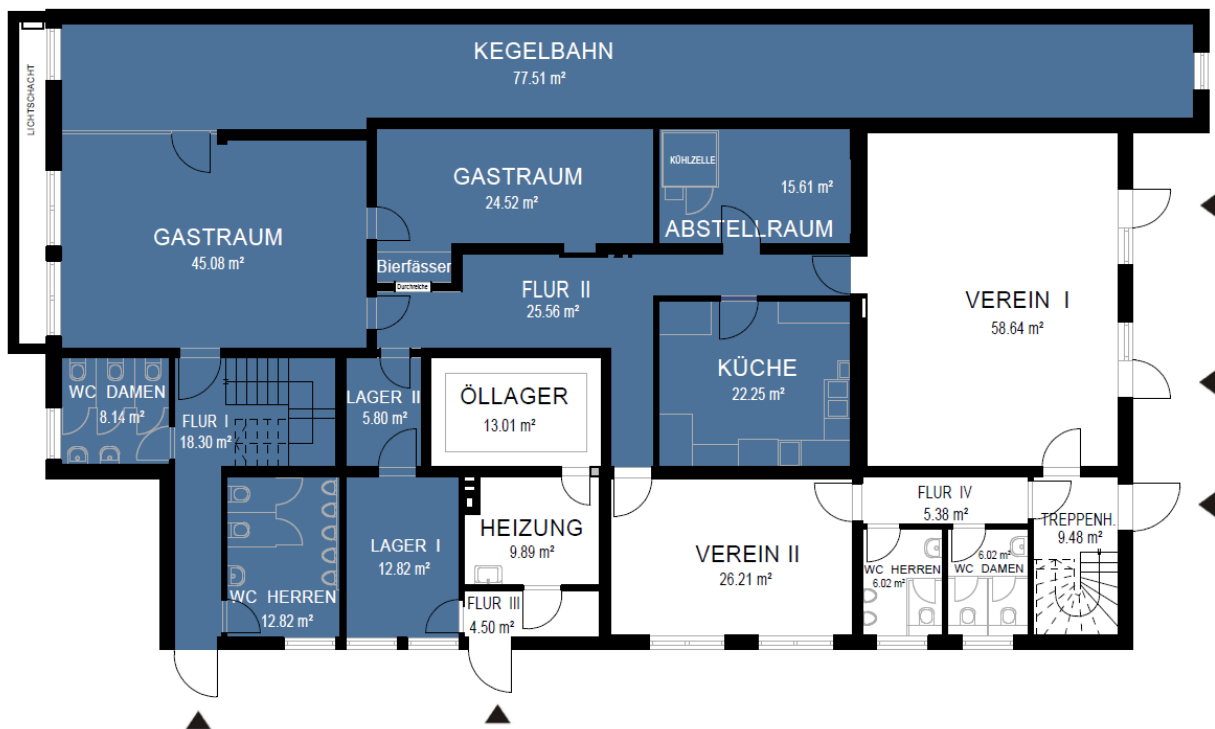 KEGELBAHN
77.51 m²
LICHTSCHACHT
GASTRAUM
45.08 m²
GASTRAUM
24.52 m²
KÜHLZELLE
15.61 m²
ABSTELLRAUM
Bierfässer
Durchreiche
FLUR II
25.56 m²
VEREIN I
58.64 m²
WC DAMEN
8.14 m²
FLUR I
18.30 m²
LAGER II
5.80 m²
ÖLLAGER
13.01 m²
KÜCHE
22.25 m²
WC HERREN
12.82 m²
LAGER I
12.82 m²
HEIZUNG
9.89 m²
FLUR III
4.50 m²
VEREIN II
26.21 m²
FLUR IV
5.38 m²
WC HERREN
6.02 m²
6.02 m²
WC DAMEN
TREPPENH.
9.48 m²